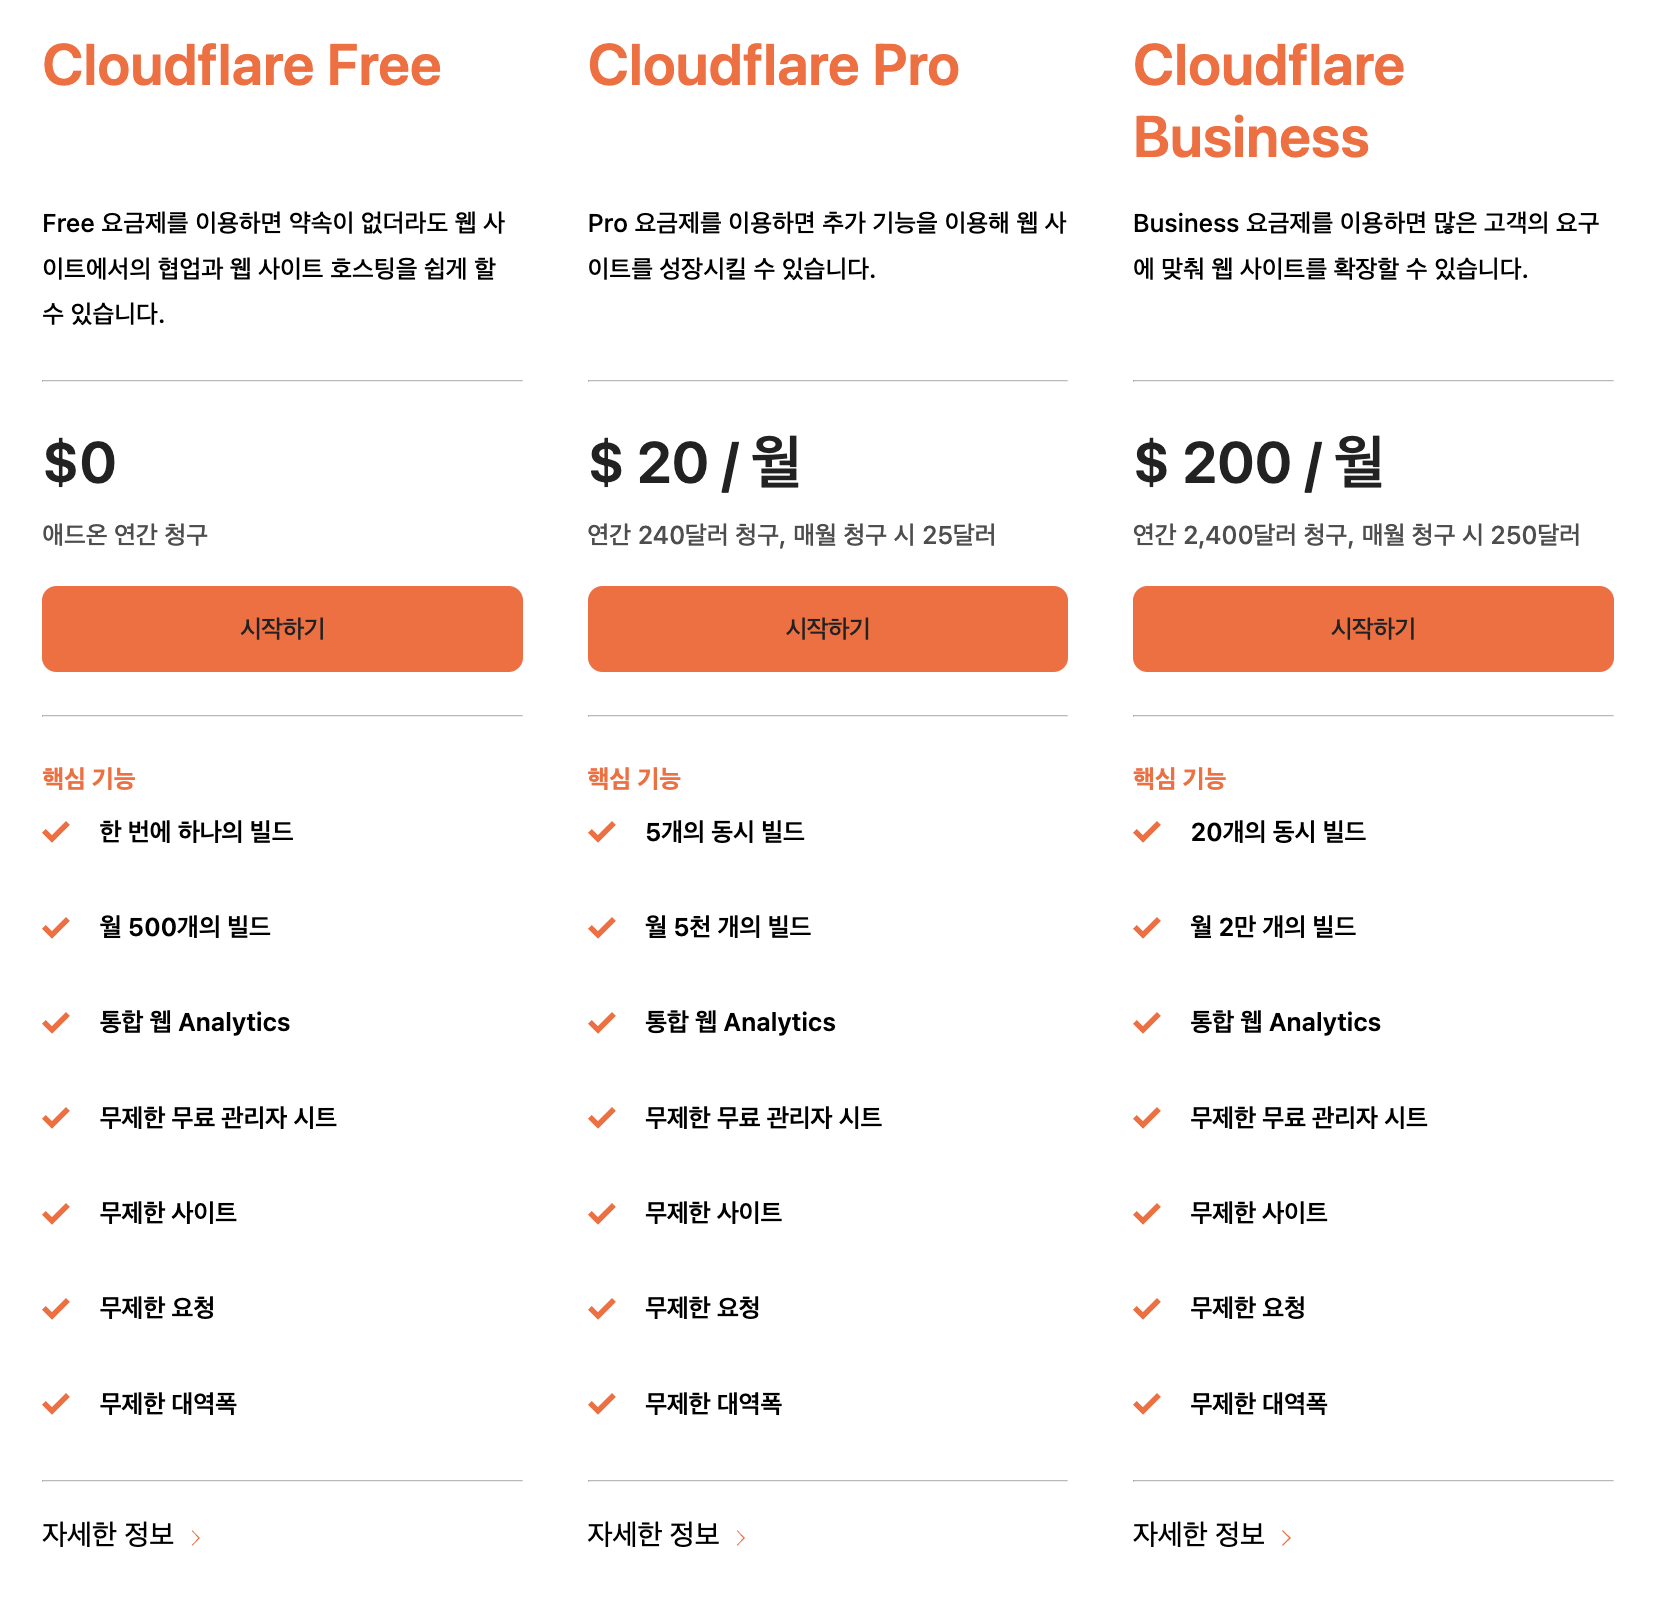 Cloudflare Free
Free 요금제를 이용하면 약속이 없더라도 웹 사
이트에서의 협업과 웹 사이트 호스팅을 쉽게 할
수 있습니다.
$0
애드온 연간 청구
시작하기
핵심 기능
한 번에 하나의 빌드
월 500개의 빌드
통합 웹 Analytics
무제한 무료 관리자 시트
무제한 사이트
무제한 요청
무제한 대역폭
자세한 정보
Cloudflare Pro
Pro 요금제를 이용하면 추가 기능을 이용해 웹 사
이트를 성장시킬 수 있습니다.
$ 20 / 월
연간 240달러 청구, 매월 청구 시 25달러
시작하기
핵심 기능
5개의 동시 빌드
월 5천 개의 빌드
통합 웹 Analytics
무제한 무료 관리자 시트
무제한 사이트
무제한 요청
무제한 대역폭
자세한 정보
Cloudflare
Business
Business 요금제를 이용하면 많은 고객의 요구
에 맞춰 웹 사이트를 확장할 수 있습니다.
$ 200 / 월
연간 2,400달러 청구, 매월 청구 시 250달러
시작하기
핵심 기능
20개의 동시 빌드
월 2만 개의 빌드
통합 웹 Analytics
무제한 무료 관리자 시트
무제한 사이트
무제한 요청
무제한 대역폭
자세한 정보